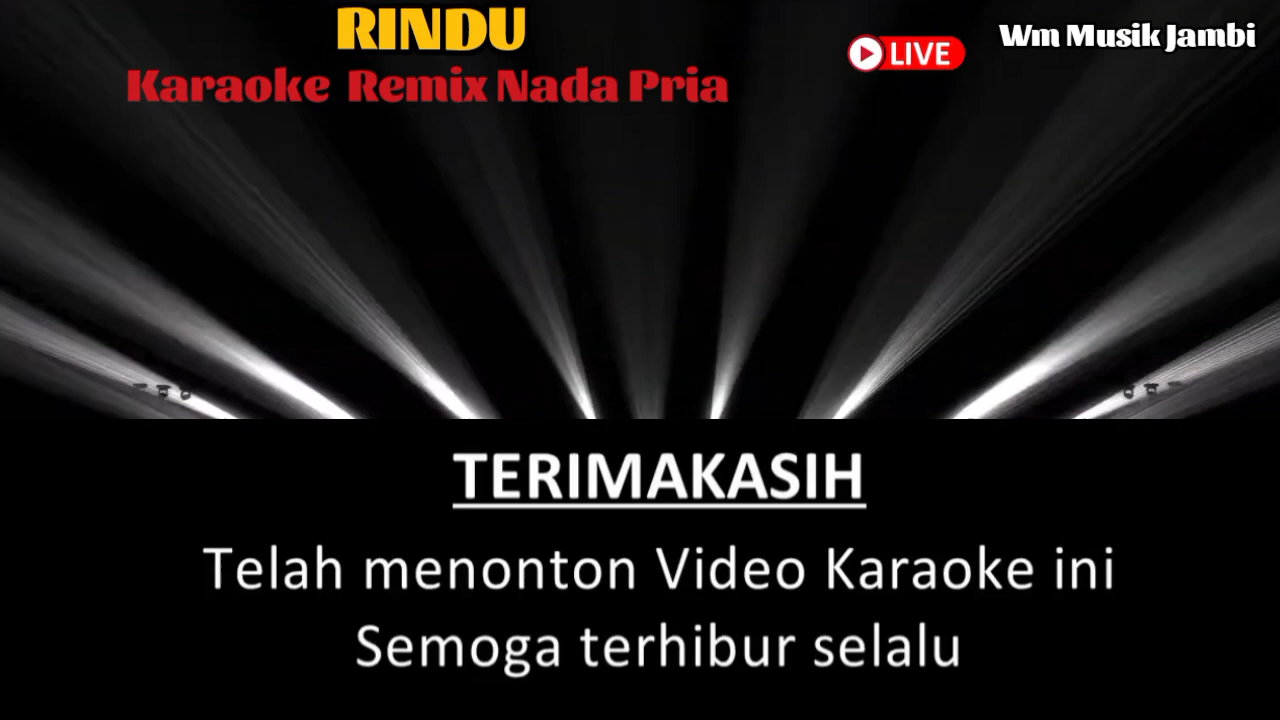 RINDU
Karaoke Remix Nada Pria
LIVE
Wm Musik Jambi
TERIMAKASIH
Telah menonton Video Karaoke ini
Semoga terhibur selalu